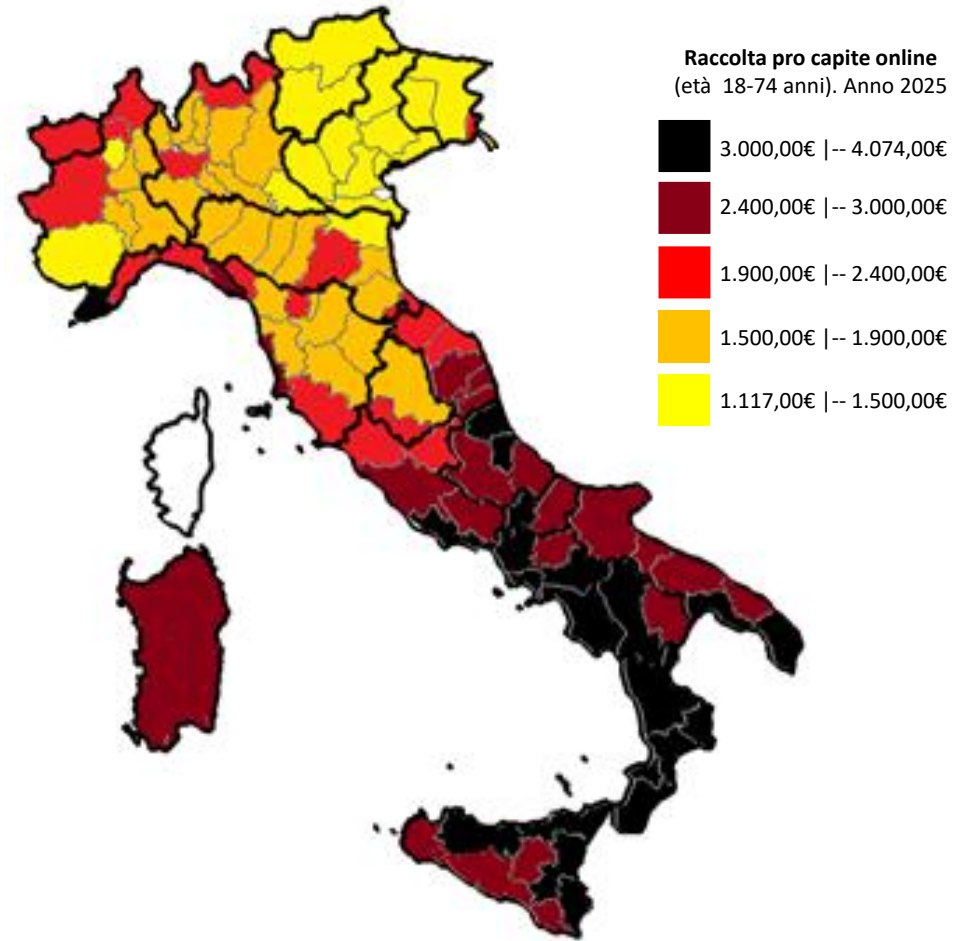 Raccolta pro capite online
(età 18-74 anni). Anno 2025
3.000,00€ |-- 4.074,00€
2.400,00€ |-- 3.000,00€
1.900,00€ |-- 2.400,00€
1.500,00€ |-- 1.900,00€
1.117,00€ |-- 1.500,00€